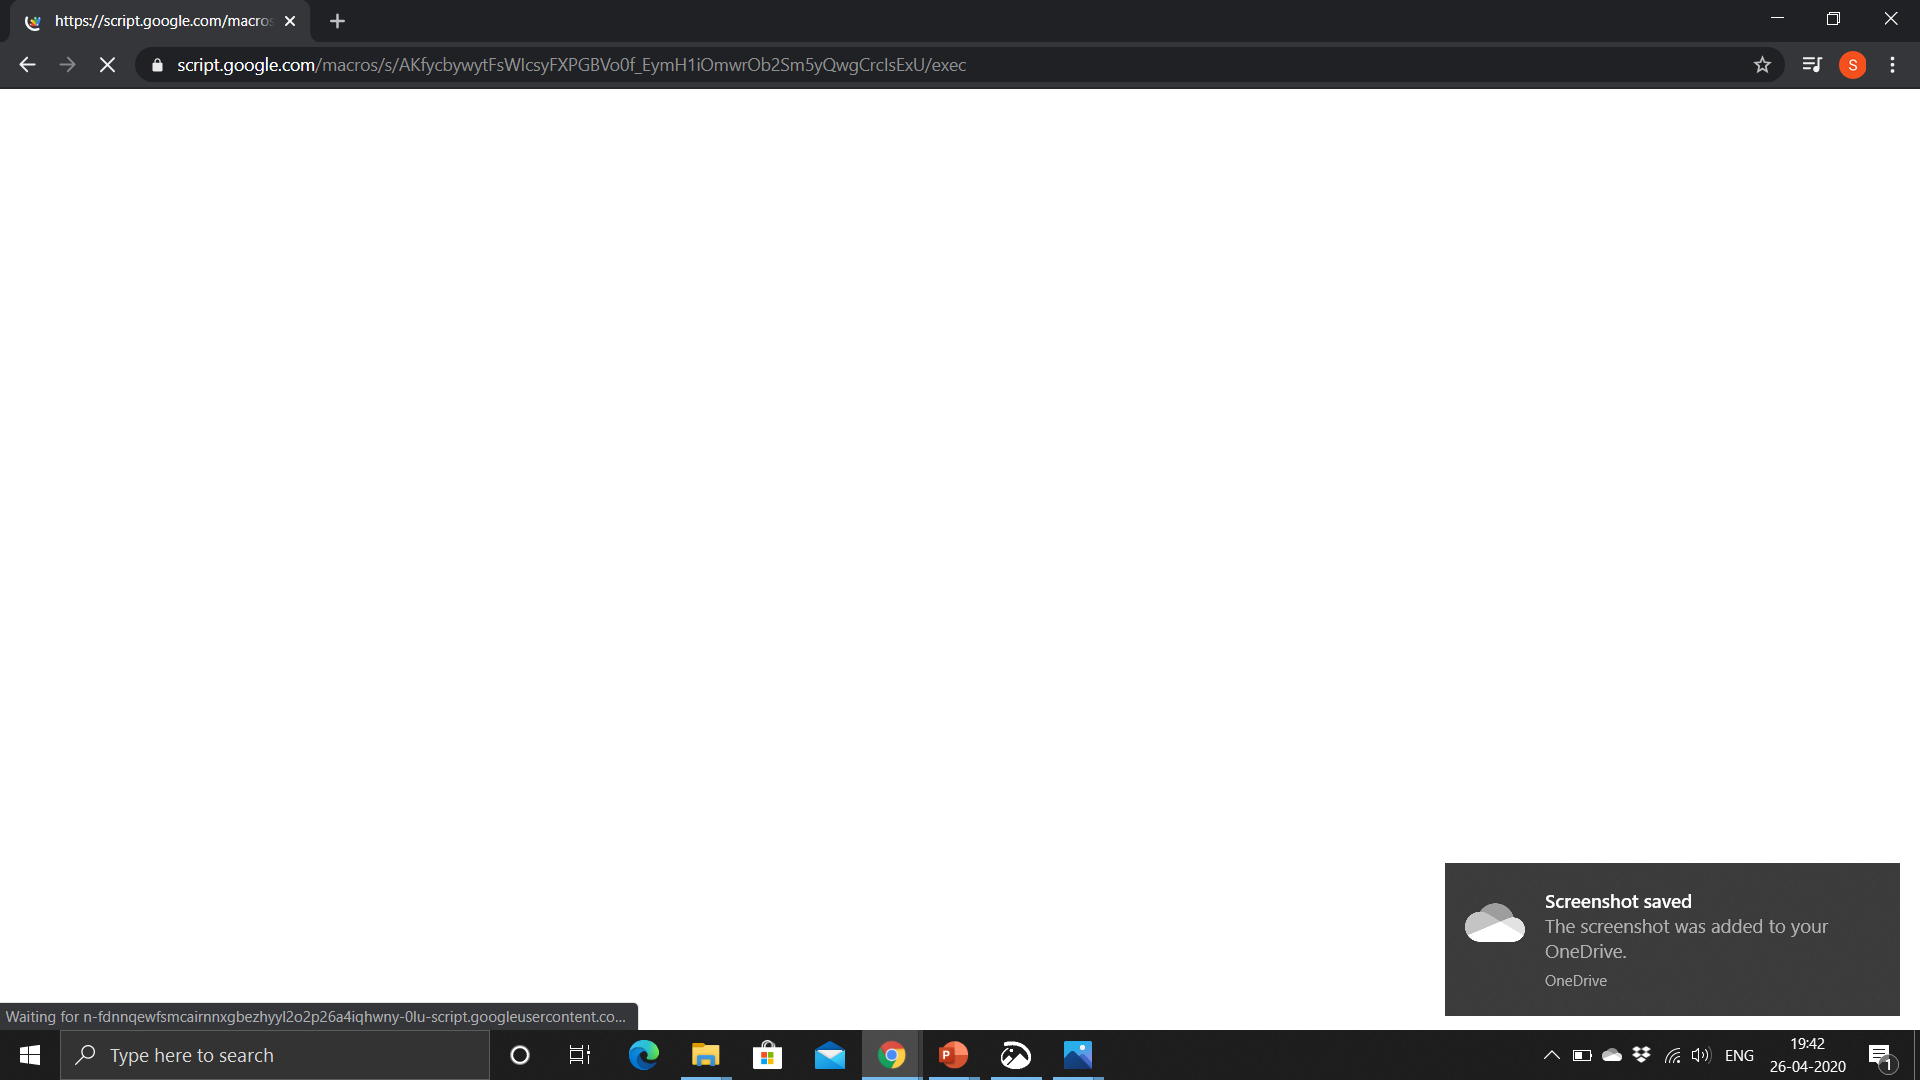 https://script.google.com/macros
script.google.com/macros/s/AKfycbywytFsWIcsyFXPGBVo0f_EymH1iOmwrOb2Sm5yQwgCrcIsExU/exec
S
Screenshot saved
The screenshot was added to your
OneDrive.
OneDrive
Waiting for n-fdnnqewfsmcairnnxgbezhyyl2o2p26a4iqhwny-0lu-script.googleusercontent.co...
Type here to search
P
ENG
19:42
26-04-2020
1